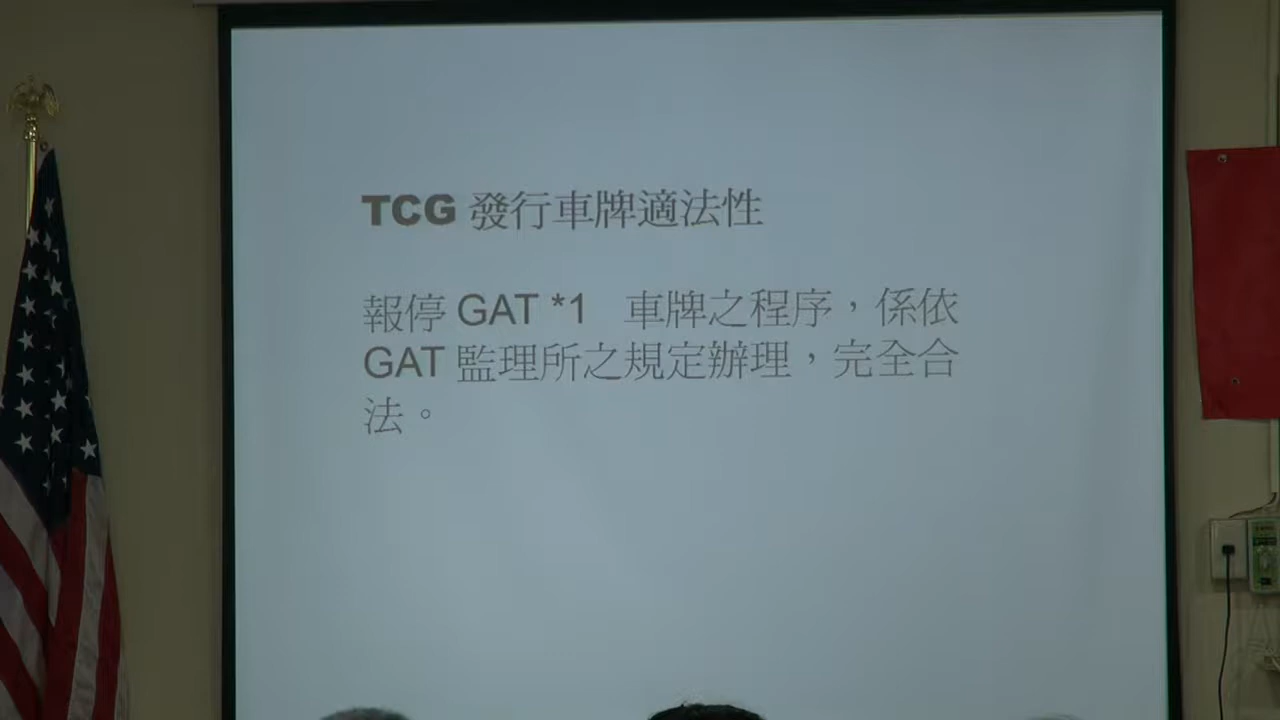 TCG 發行車牌適法性
報停 GAT *1 車牌之程序，係依
GAT 監理所之規定辦理，完全合
法。